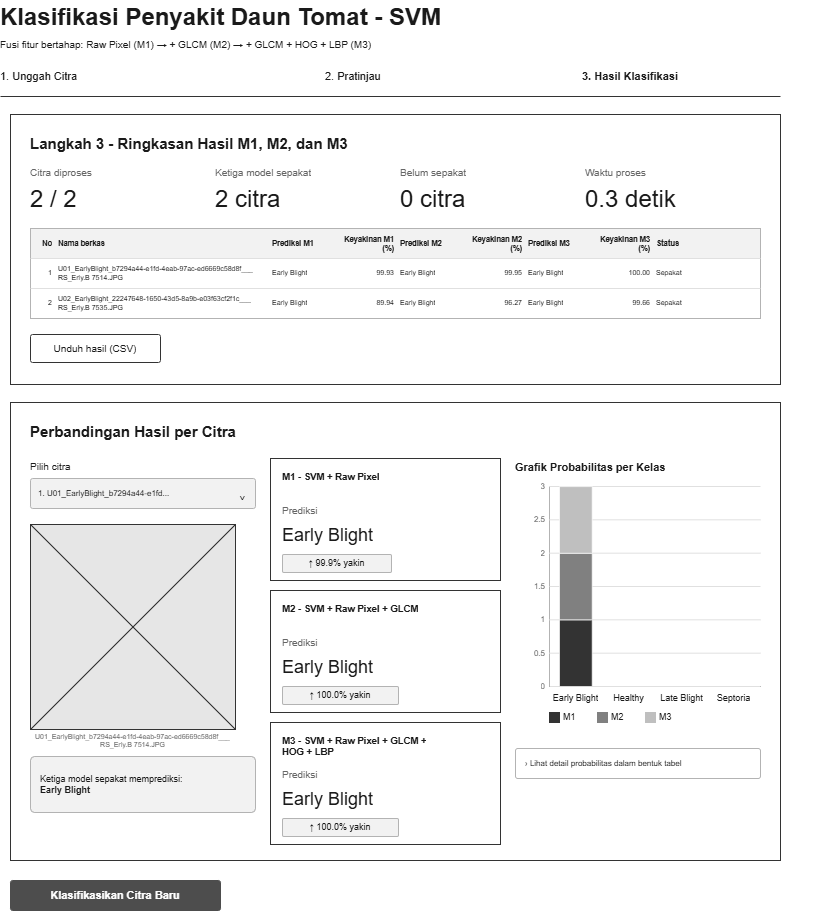 Klasifikasi Penyakit Daun Tomat - SVM
Fusi fitur bertahap: Raw Pixel (M1) → + GLCM (M2) → + GLCM + HOG + LBP (M3)
1. Unggah Citra
2. Pratinjau
3. Hasil Klasifikasi
Langkah 3 - Ringkasan Hasil M1, M2, dan M3
Citra diproses
Ketiga model sepakat
Belum sepakat
Waktu proses
2 / 2
2 citra
0 citra
0.3 detik
No Nama berkas Prediksi M1 Keyakinan M1 (%) Prediksi M2 Keyakinan M2 (%) Prediksi M3 Keyakinan M3 (%) Status
1 U01_EarlyBlight_b7294a44-e1fd-4eab-97ac-ed6669c58d8f___ Early Blight 99.93 Early Blight 99.95 Early Blight 100.00 Sepakat
RS_Erly.B 7514.JPG
2 U02_EarlyBlight_22247648-1650-43d5-8a9b-e03f63cf2f1c___ Early Blight 89.94 Early Blight 96.27 Early Blight 99.66 Sepakat
RS_Erly.B 7535.JPG
Unduh hasil (CSV)
Perbandingan Hasil per Citra
Pilih citra
1. U01_EarlyBlight_b7294a44-e1fd...
U01_EarlyBlight_b7294a44-e1fd-4eab-97ac-ed6669c58d8f___
RS_Erly.B 7514.JPG
Ketiga model sepakat memprediksi:
Early Blight
M1 - SVM + Raw Pixel
Prediksi
Early Blight
↑ 99.9% yakin
M2 - SVM + Raw Pixel + GLCM
Prediksi
Early Blight
↑ 100.0% yakin
M3 - SVM + Raw Pixel + GLCM +
HOG + LBP
Prediksi
Early Blight
↑ 100.0% yakin
Grafik Probabilitas per Kelas
3
2.5
2
1.5
1
0.5
0
Early Blight Healthy Late Blight Septoria
M1 M2 M3
› Lihat detail probabilitas dalam bentuk tabel
Klasifikasikan Citra Baru